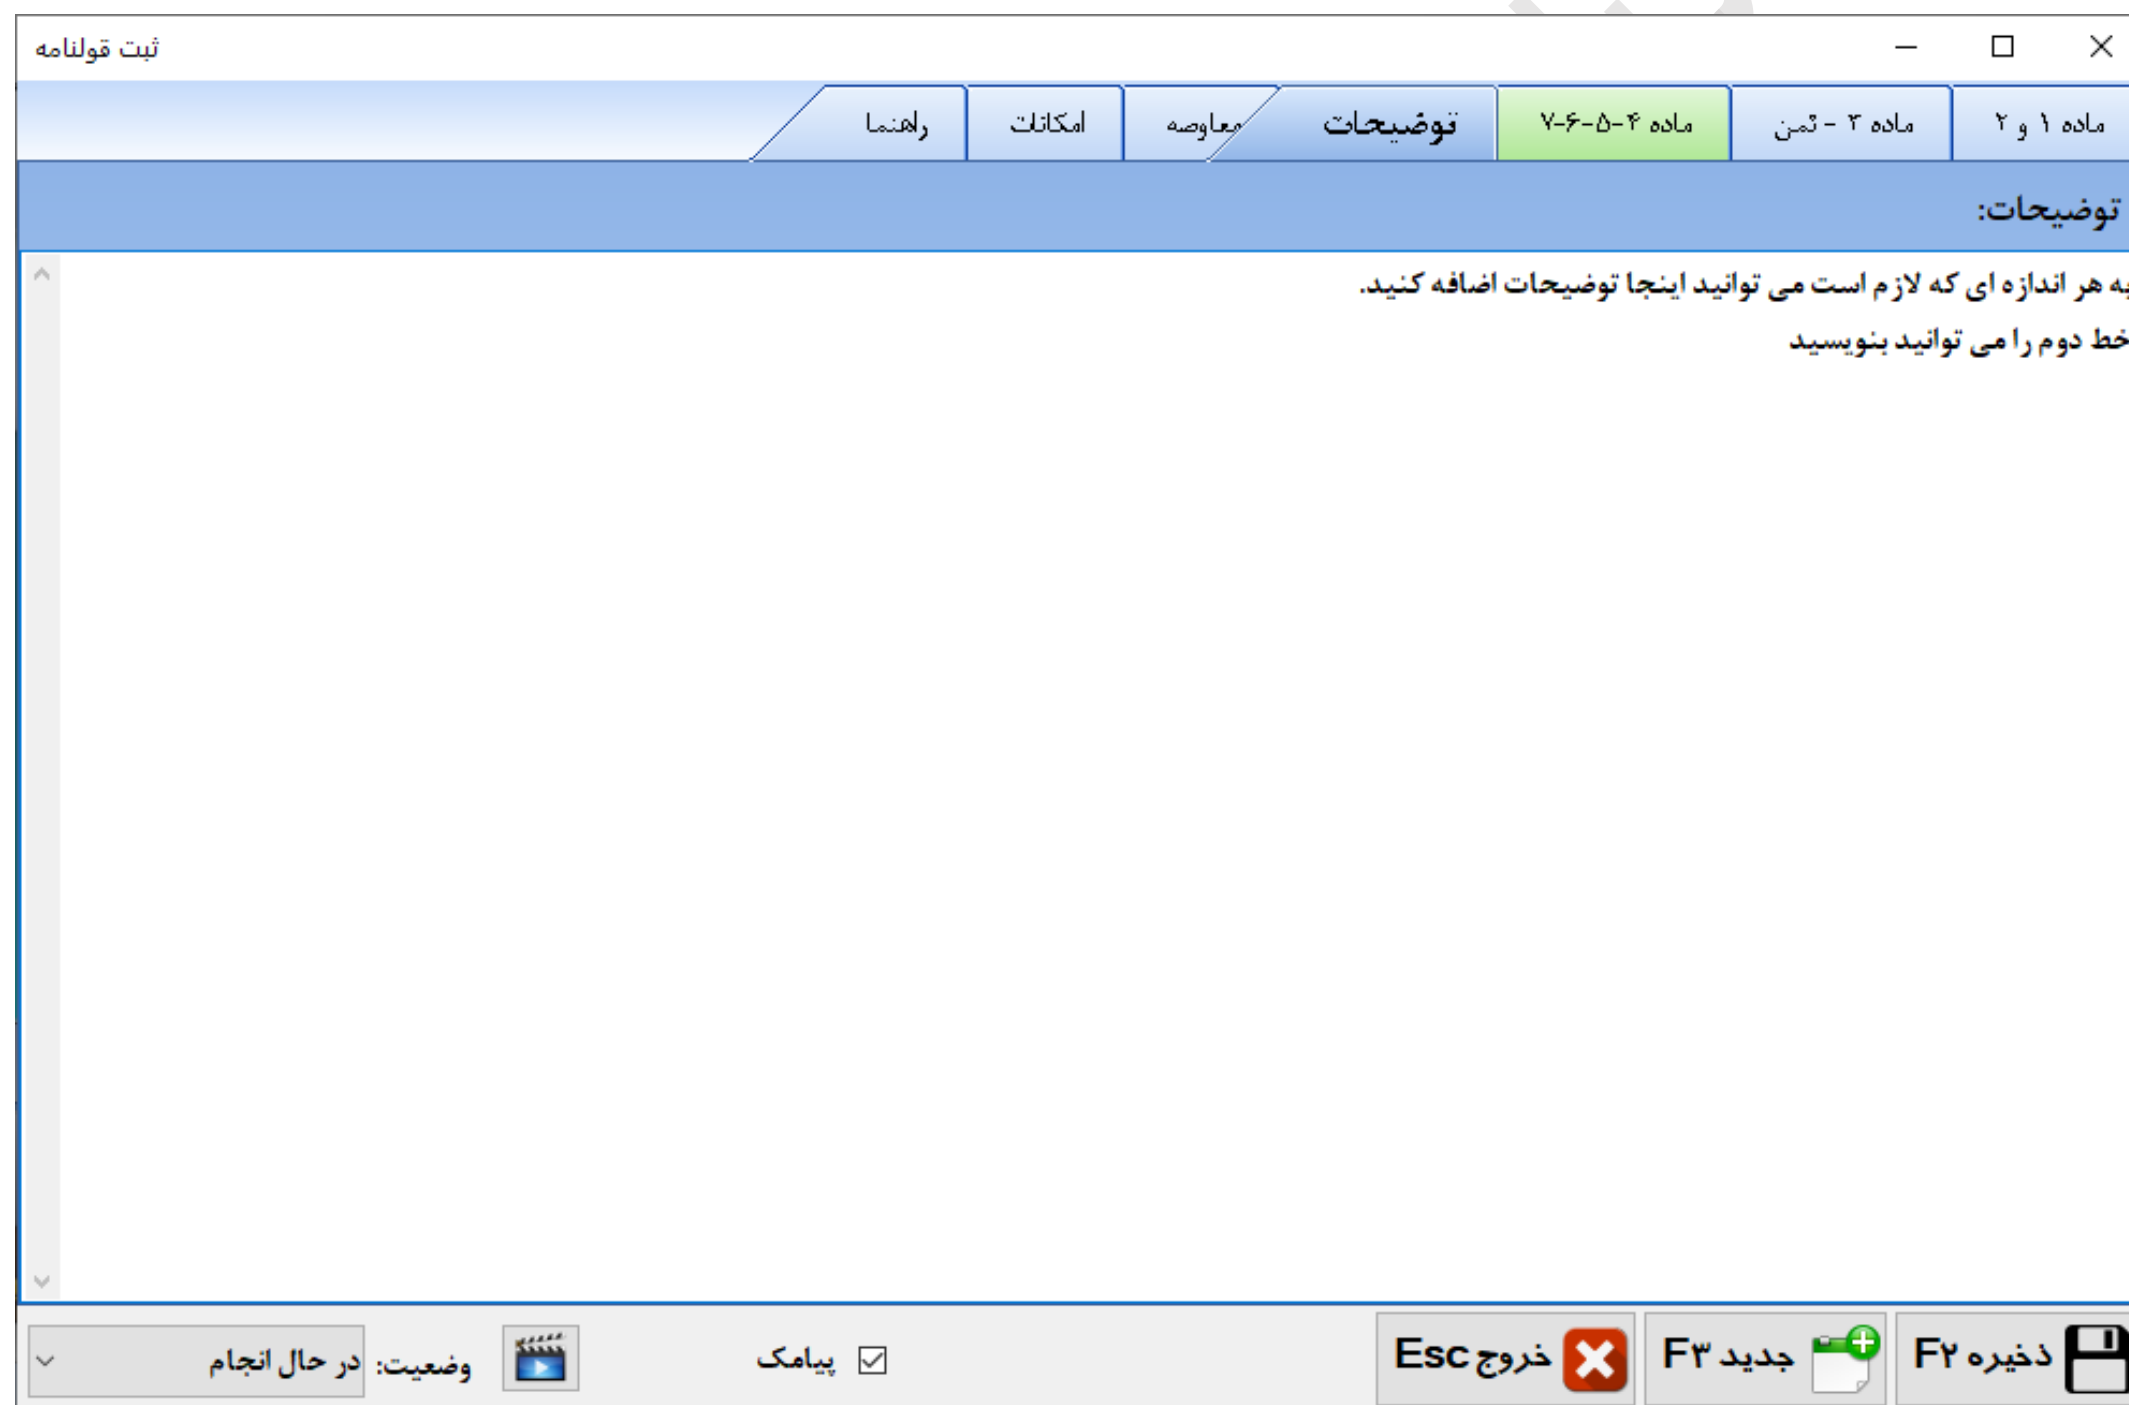 ثبت قولنامه
ماده ۱ و ۲
ماده ۳ - ثمن
ماده ۴-۵-۶-۷
توضیحات
معاوضه
امکانات
راهنما
توضیحات:
به هر اندازه ای که لازم است می توانید اینجا توضیحات اضافه کنید.
خط دوم را می توانید بنویسید
ذخیره F۲
جدید F۳
خروج Esc
پیامک
وضعیت: در حال انجام